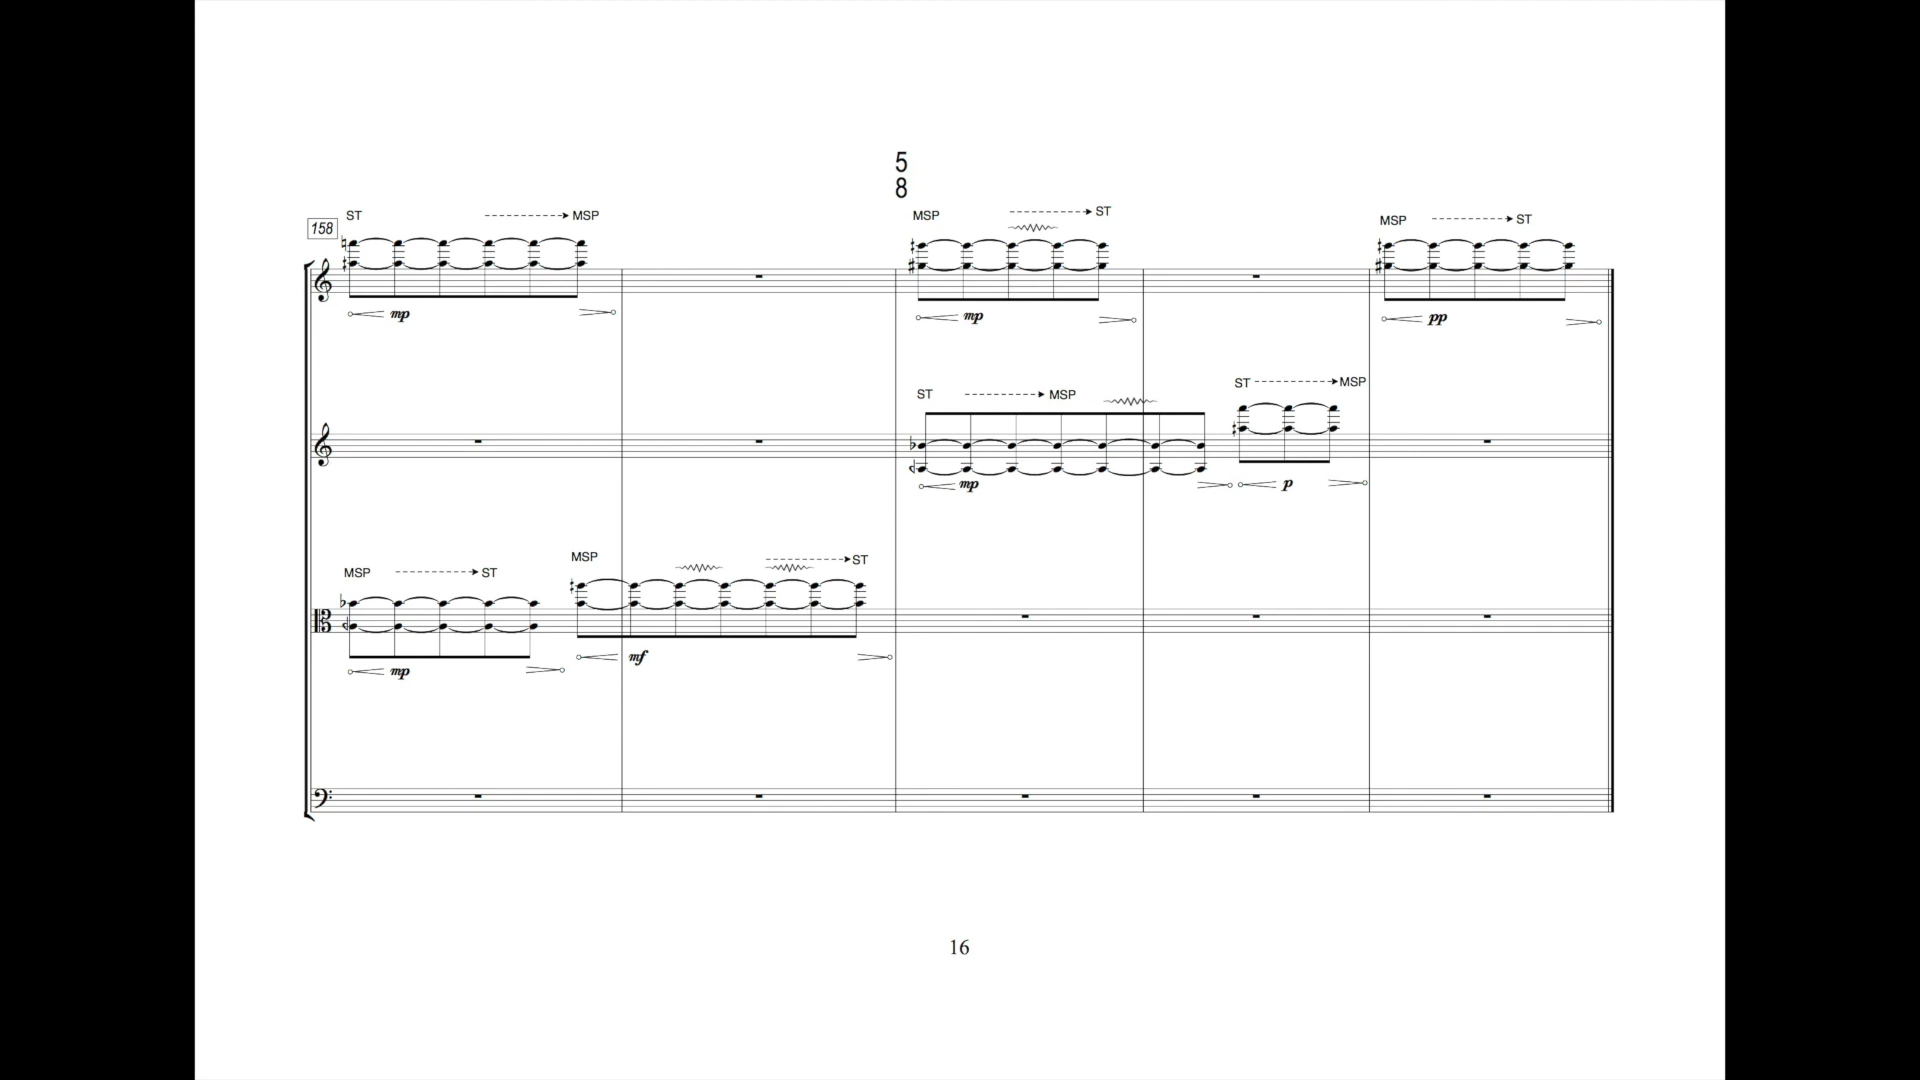 5
8
158
ST MSP MSP ST MSP ST
mp mp pp
ST MSP ST MSP
mp p
MSP ST MSP ST
mp mf
16